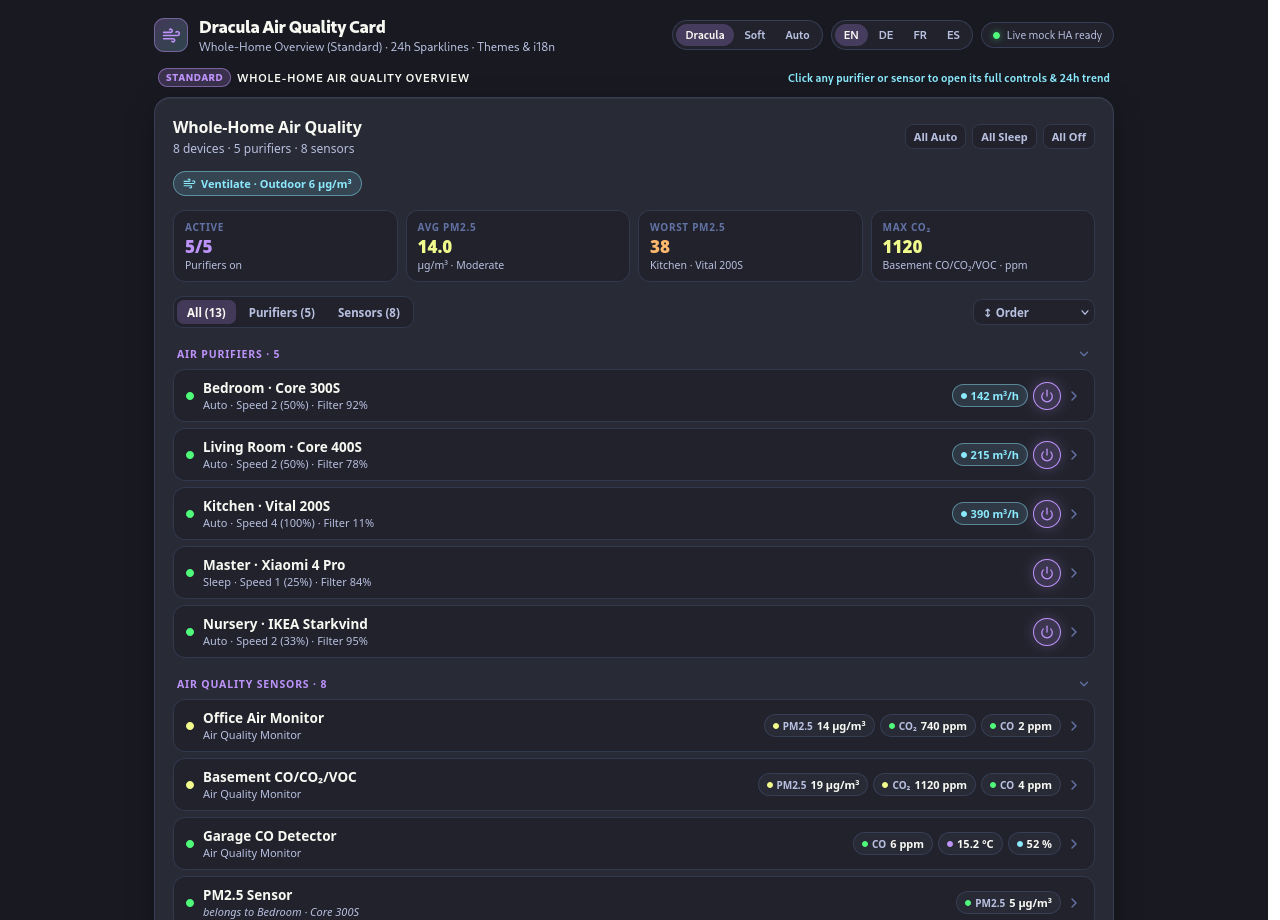 Dracula Air Quality Card
Whole-Home Overview (Standard) · 24h Sparklines · Themes & i18n
Dracula Soft Auto
EN DE FR ES
Live mock HA ready
STANDARD WHOLE-HOME AIR QUALITY OVERVIEW
Click any purifier or sensor to open its full controls & 24h trend
Whole-Home Air Quality
8 devices · 5 purifiers · 8 sensors
All Auto All Sleep All Off
Ventilate · Outdoor 6 µg/m³
ACTIVE
5/5
Purifiers on
AVG PM2.5
14.0
µg/m³ · Moderate
WORST PM2.5
38
Kitchen · Vital 200S
MAX CO₂
1120
Basement CO/CO₂/VOC · ppm
All (13) Purifiers (5) Sensors (8)
↕ Order
AIR PURIFIERS · 5
Bedroom · Core 300S
Auto · Speed 2 (50%) · Filter 92%
142 m³/h
Living Room · Core 400S
Auto · Speed 2 (50%) · Filter 78%
215 m³/h
Kitchen · Vital 200S
Auto · Speed 4 (100%) · Filter 11%
390 m³/h
Master · Xiaomi 4 Pro
Sleep · Speed 1 (25%) · Filter 84%
Nursery · IKEA Starkvind
Auto · Speed 2 (33%) · Filter 95%
AIR QUALITY SENSORS · 8
Office Air Monitor
Air Quality Monitor
PM2.5 14 µg/m³ CO₂ 740 ppm CO 2 ppm
Basement CO/CO₂/VOC
Air Quality Monitor
PM2.5 19 µg/m³ CO₂ 1120 ppm CO 4 ppm
Garage CO Detector
Air Quality Monitor
CO 6 ppm 15.2 °C 52 %
PM2.5 Sensor
belongs to Bedroom · Core 300S
PM2.5 5 µg/m³